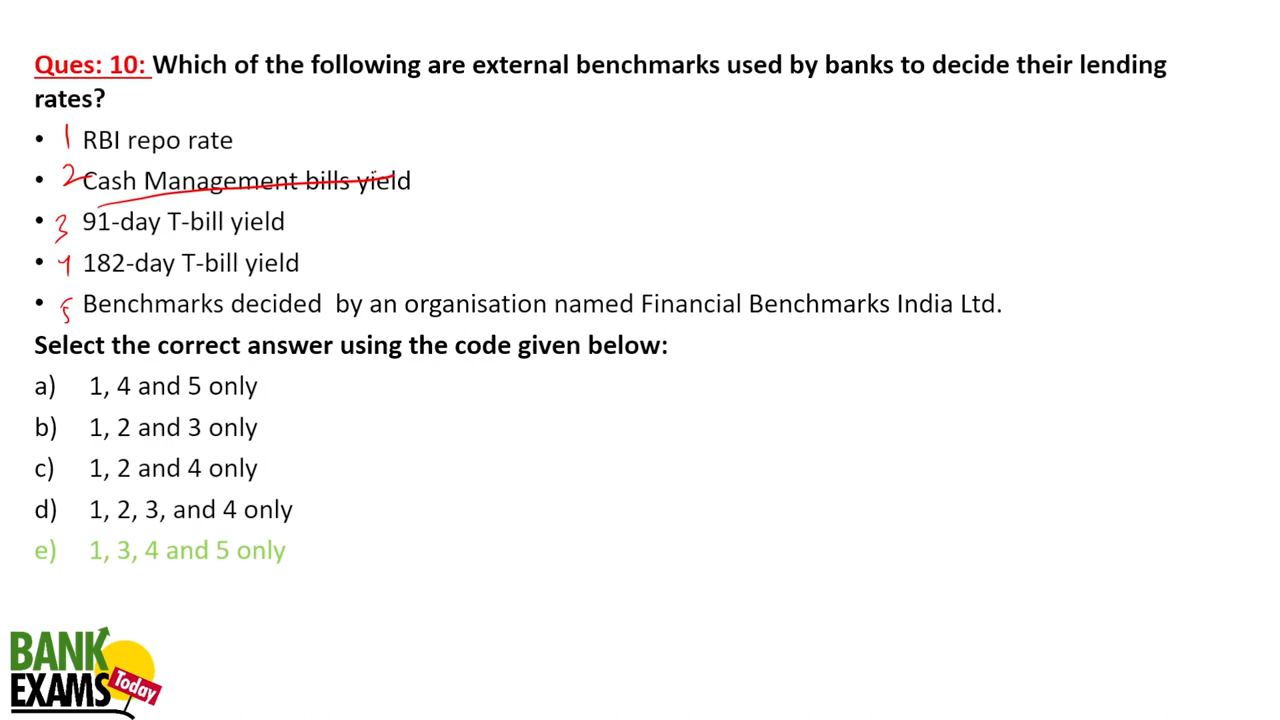 Ques: 10: Which of the following are external benchmarks used by banks to decide their lending
rates?
• 1 RBI repo rate
• 2 Cash Management bills yield
• 3 91-day T-bill yield
• 4 182-day T-bill yield
• 5 Benchmarks decided by an organisation named Financial Benchmarks India Ltd.
Select the correct answer using the code given below:
a) 1, 4 and 5 only
b) 1, 2 and 3 only
c) 1, 2 and 4 only
d) 1, 2, 3, and 4 only
e) 1, 3, 4 and 5 only
BANK
EXAMS Today